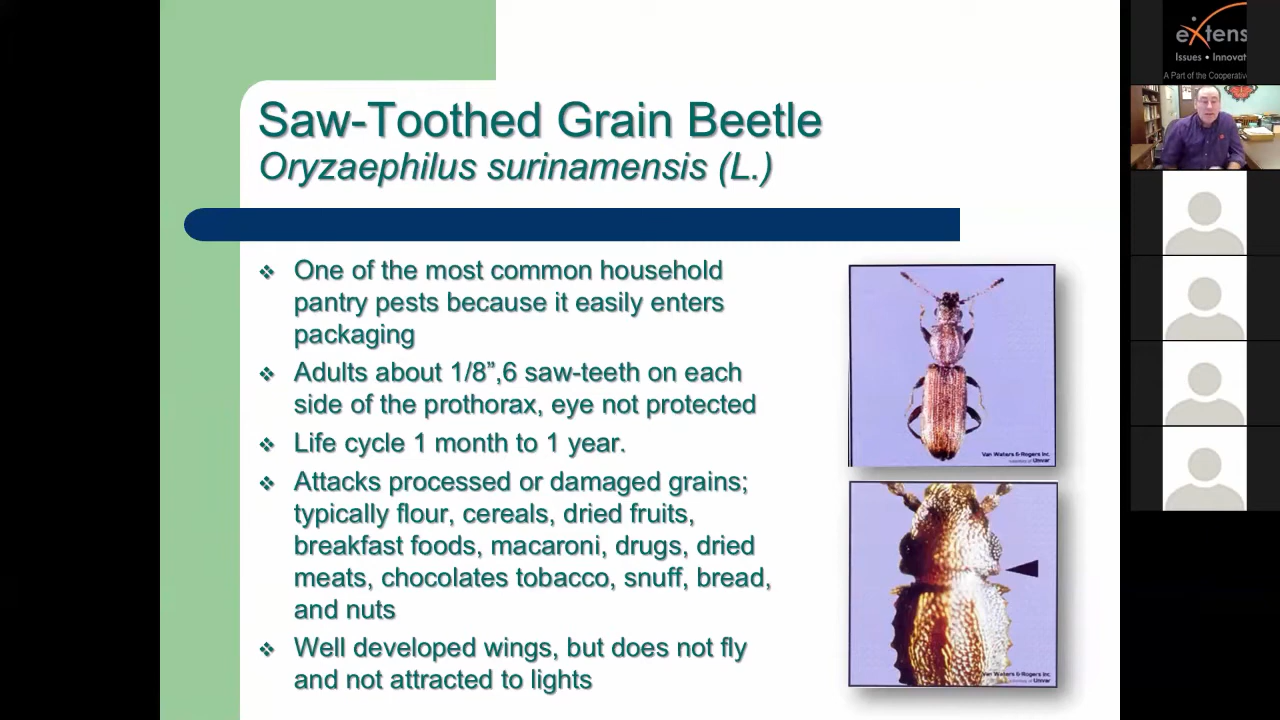 Saw-Toothed Grain Beetle
Oryzaephilus surinamensis (L.)
❖ One of the most common household
pantry pests because it easily enters
packaging
❖ Adults about 1/8”,6 saw-teeth on each
side of the prothorax, eye not protected
❖ Life cycle 1 month to 1 year.
❖ Attacks processed or damaged grains;
typically flour, cereals, dried fruits,
breakfast foods, macaroni, drugs, dried
meats, chocolates tobacco, snuff, bread,
and nuts
❖ Well developed wings, but does not fly
and not attracted to lights
Van Waters & Rogers Inc.
Univar
Van Waters & Rogers Inc.
Univar
eXtens
Issues • Innovat
A Part of the Cooperative